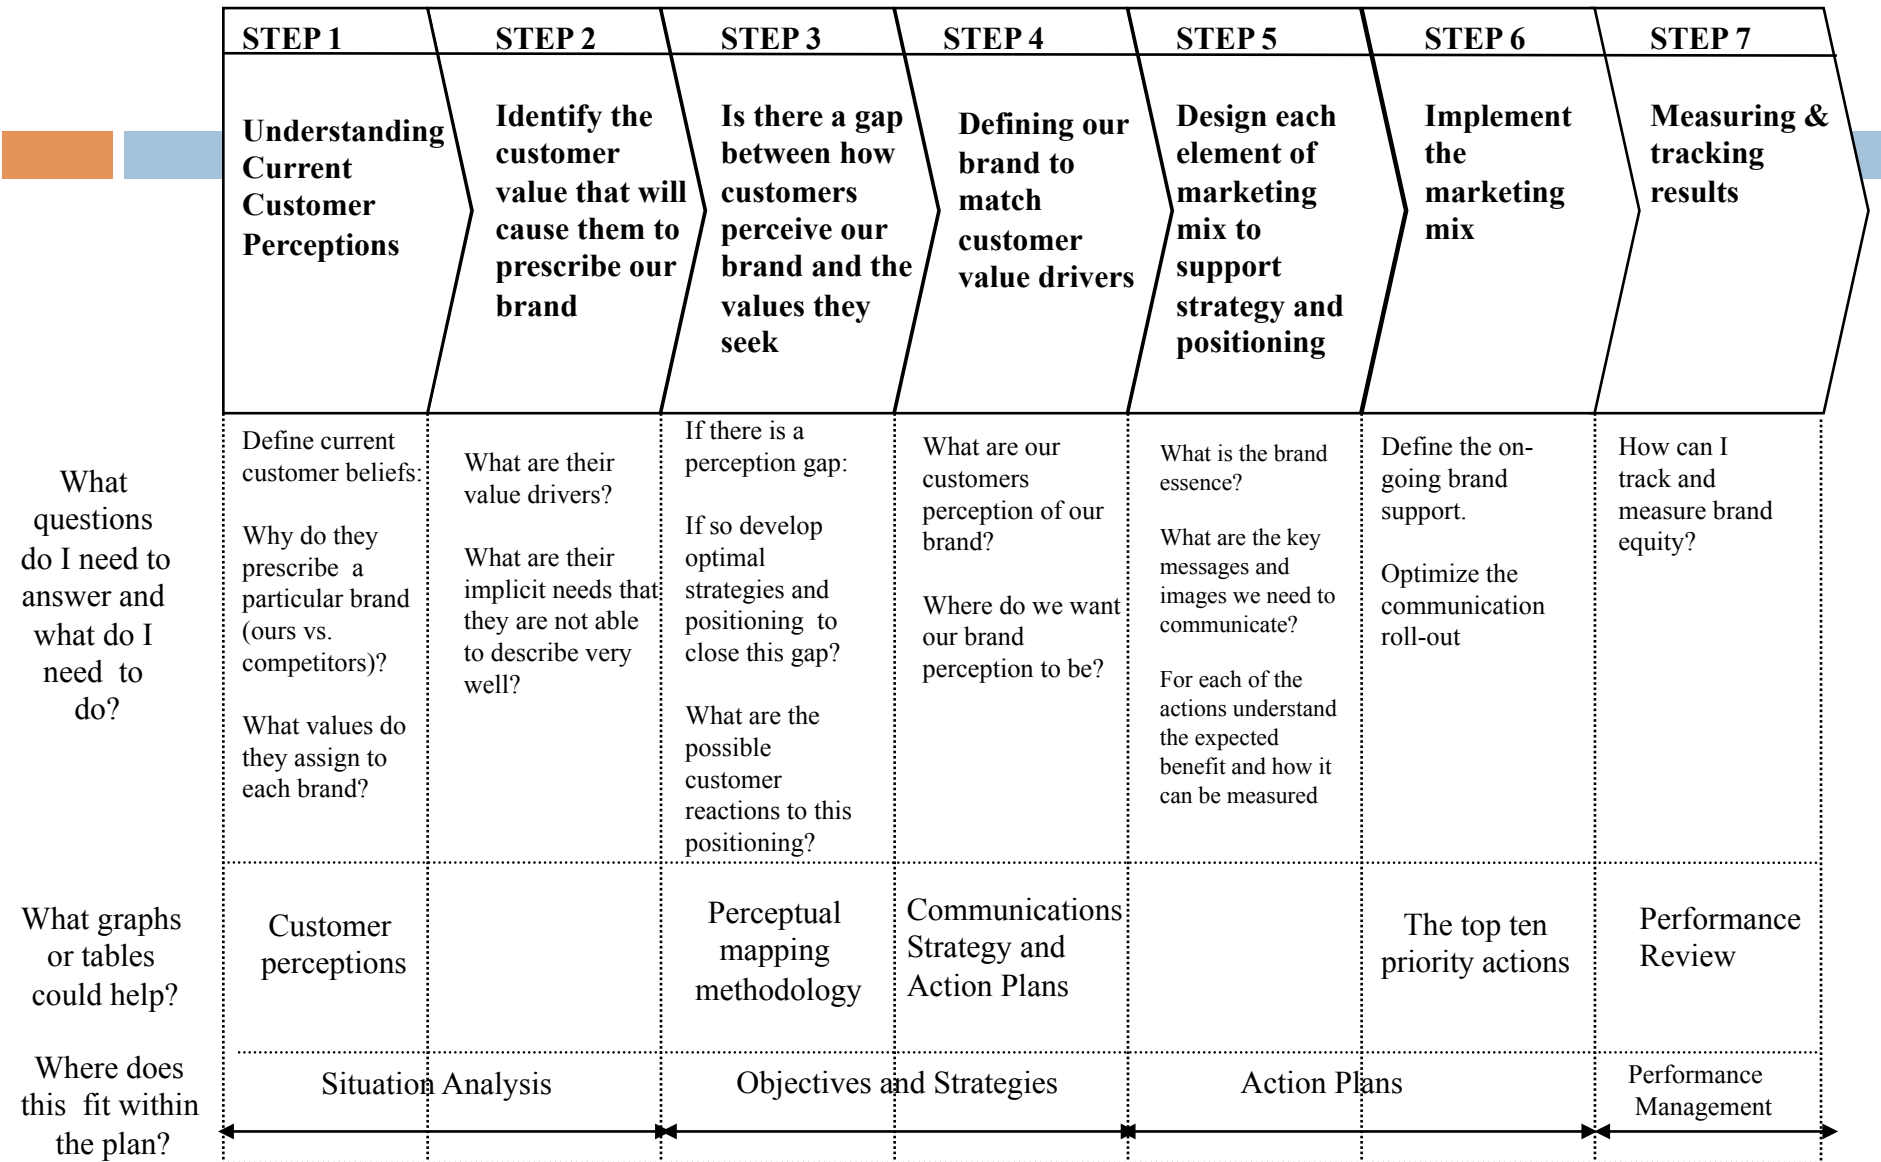 STEP 1
STEP 2
STEP 3
STEP 4
STEP 5
STEP 6
STEP 7
Understanding
Current
Customer
Perceptions
Identify the
customer
value that will
cause them to
prescribe our
brand
Is there a gap
between how
customers
perceive our
brand and the
values they
seek
Defining our
brand to
match
customer
value drivers
Design each
element of
marketing
mix to
support
strategy and
positioning
Implement
the
marketing
mix
Measuring &
tracking
results
What
questions
do I need to
answer and
what do I
need to
do?
Define current
customer beliefs:
Why do they
prescribe a
particular brand
(ours vs.
competitors)?
What values do
they assign to
each brand?
What are their
value drivers?
What are their
implicit needs that
they are not able
to describe very
well?
If there is a
perception gap:
If so develop
optimal
strategies and
positioning to
close this gap?
What are the
possible
customer
reactions to this
positioning?
What are our
customers
perception of our
brand?
Where do we want
our brand
perception to be?
What is the brand
essence?
What are the key
messages and
images we need to
communicate?
For each of the
actions understand
the expected
benefit and how it
can be measured
Define the on-
going brand
support.
Optimize the
communication
roll-out
How can I
track and
measure brand
equity?
What graphs
or tables
could help?
Customer
perceptions
Perceptual
mapping
methodology
Communications
Strategy and
Action Plans
The top ten
priority actions
Performance
Review
Where does
this fit within
the plan?
Situation Analysis
Objectives and Strategies
Action Plans
Performance
Management